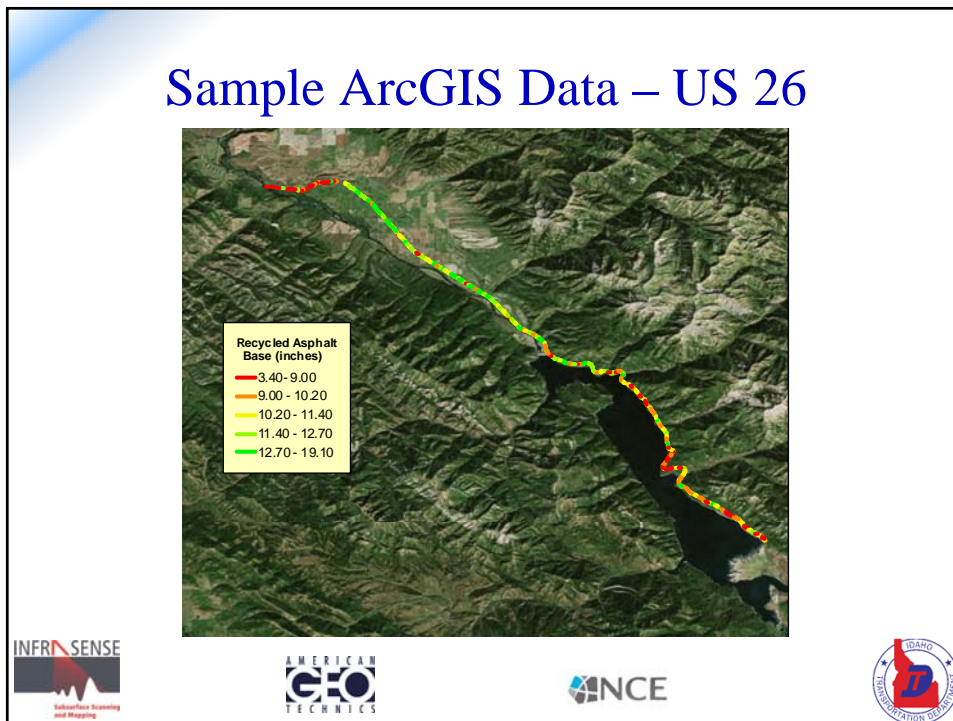 Sample ArcGIS Data – US 26
Recycled Asphalt
Base (inches)
3.40- 9.00
9.00 - 10.20
10.20 - 11.40
11.40 - 12.70
12.70 - 19.10
INFRASENSE
Subsurface Scanning
and Mapping
AMERICAN
GEO
TECHNICS
NCE
IDAHO
TRANSPORTATION DEPARTMENT